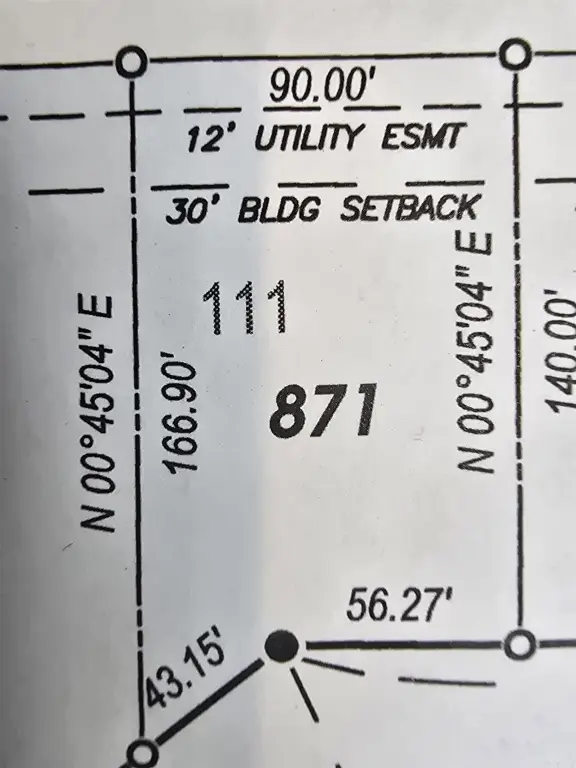 90.00'
12' UTILITY ESMT
30' BLDG SETBACK
N 00°45'04" E
166.90'
111
871
N 00°45'04" E
140.00'
56.27'
43.15'